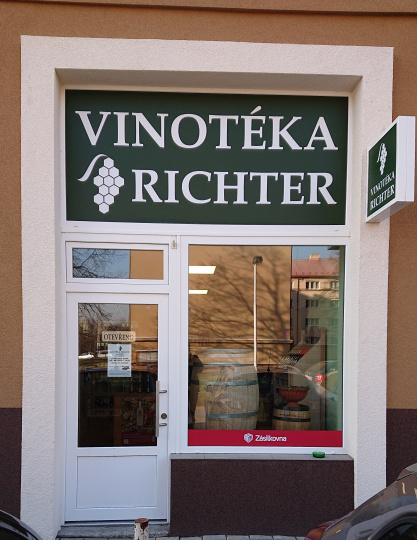 VINOTÉKA
RICHTER
VINOTÉKA
RICHTER
OTEVŘENO
Zásilkovna